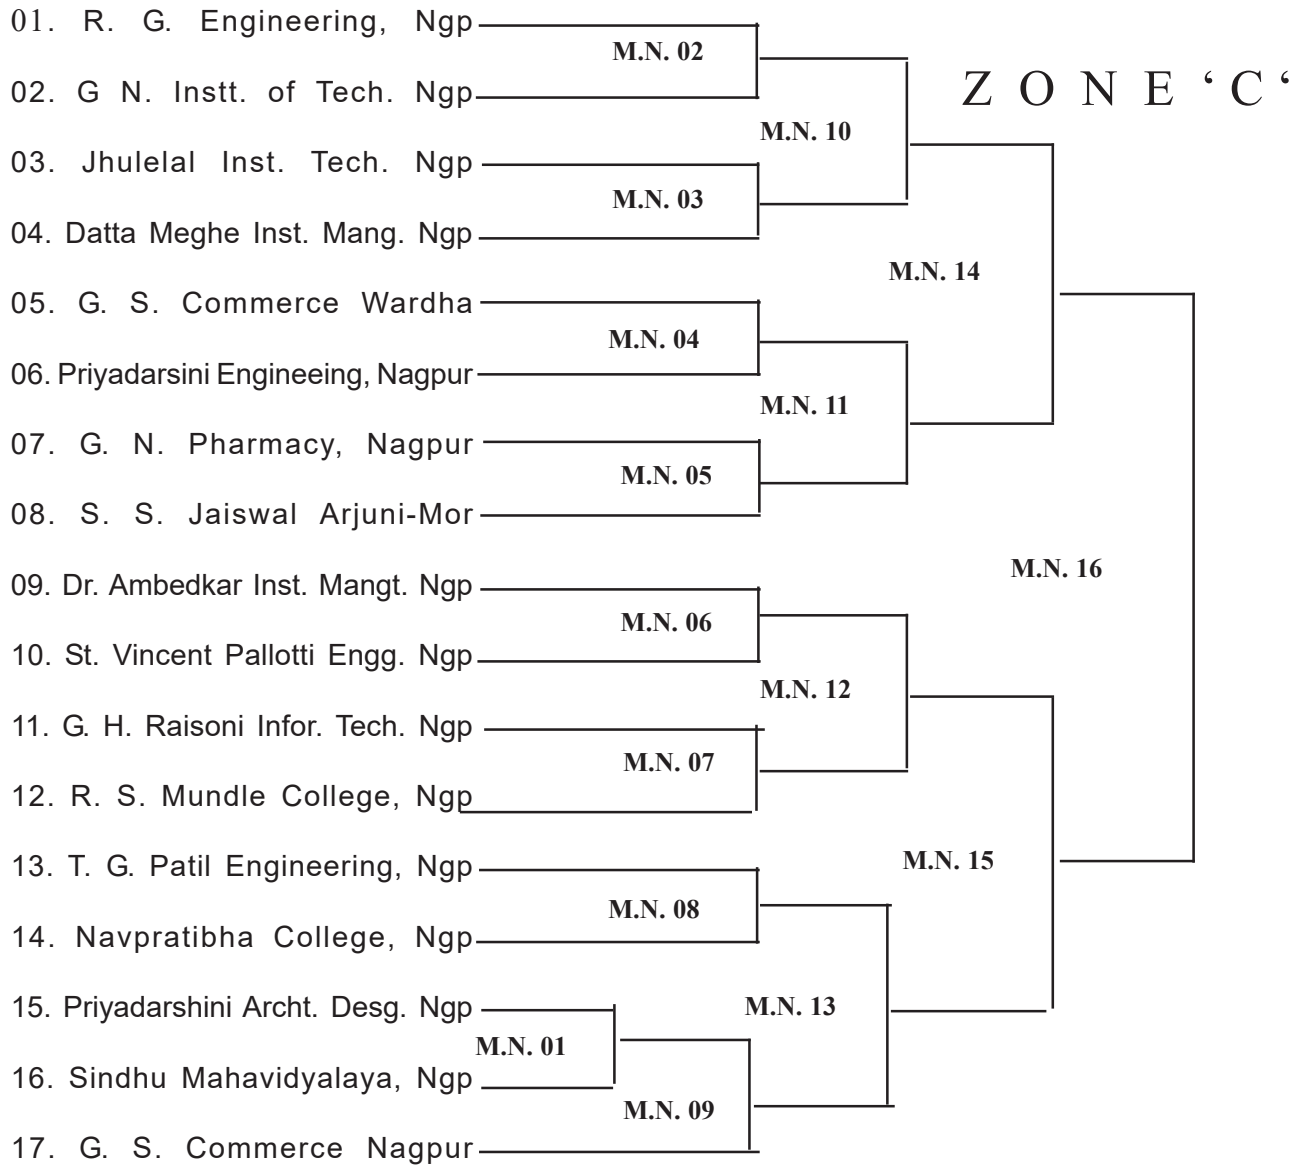 01. R. G. Engineering, Ngp
M.N. 02
02. G N. Instt. of Tech. Ngp
ZONE ‘C‘
M.N. 10
03. Jhulelal Inst. Tech. Ngp
M.N. 03
04. Datta Meghe Inst. Mang. Ngp
M.N. 14
05. G. S. Commerce Wardha
M.N. 04
06. Priyadarsini Engineeing, Nagpur
M.N. 11
07. G. N. Pharmacy, Nagpur
M.N. 05
08. S. S. Jaiswal Arjuni-Mor
M.N. 16
09. Dr. Ambedkar Inst. Mangt. Ngp
M.N. 06
10. St. Vincent Pallotti Engg. Ngp
M.N. 12
11. G. H. Raisoni Infor. Tech. Ngp
M.N. 07
12. R. S. Mundle College, Ngp
M.N. 15
13. T. G. Patil Engineering, Ngp
M.N. 08
14. Navpratibha College, Ngp
M.N. 13
15. Priyadarshini Archt. Desg. Ngp
M.N. 01
16. Sindhu Mahavidyalaya, Ngp
M.N. 09
17. G. S. Commerce Nagpur